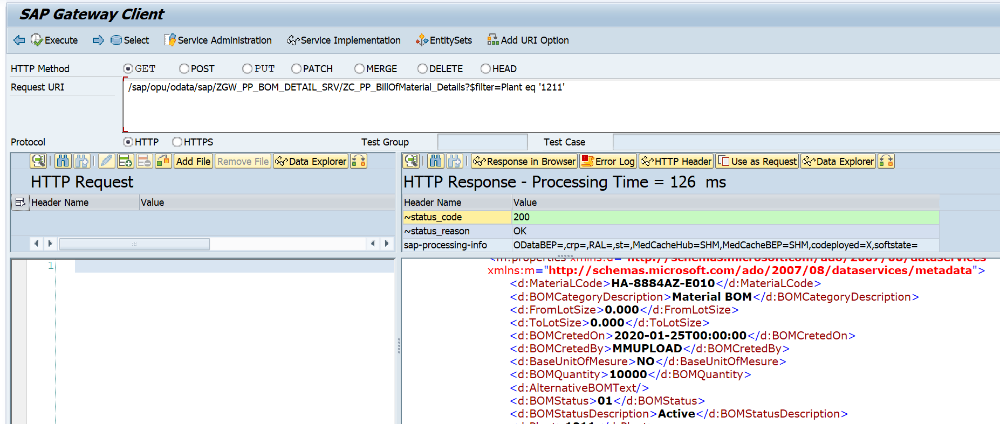 SAP Gateway Client
Execute Select Service Administration Service Implementation EntitySets Add URI Option
HTTP Method GET POST PUT PATCH MERGE DELETE HEAD
Request URI /sap/opu/odata/sap/ZGW_PP_BOM_DETAIL_SRV/ZC_PP_BillOfMaterial_Details?$filter=Plant eq '1211'
Protocol HTTP HTTPS Test Group Test Case
Add File Remove File Data Explorer
HTTP Request
Header Name Value
1
Response in Browser Error Log HTTP Header Use as Request Data Explorer
HTTP Response - Processing Time = 126 ms
Header Name Value
~status_code 200
~status_reason OK
sap-processing-info ODataBEP=,crp=,RAL=,st=,MedCacheHub=SHM,MedCacheBEP=SHM,codeployed=X,softstate=
<m:properties xmlns:d="http://schemas.microsoft.com/ado/2007/08/dataservices"
xmlns:m="http://schemas.microsoft.com/ado/2007/08/dataservices/metadata">
<d:MateriaLCode>HA-8884AZ-E010</d:MateriaLCode>
<d:BOMCategoryDescription>Material BOM</d:BOMCategoryDescription>
<d:FromLotSize>0.000</d:FromLotSize>
<d:ToLotSize>0.000</d:ToLotSize>
<d:BOMCretedOn>2020-01-25T00:00:00</d:BOMCretedOn>
<d:BOMCretedBy>MMUPLOAD</d:BOMCretedBy>
<d:BaseUnitOfMesure>NO</d:BaseUnitOfMesure>
<d:BOMQuantity>10000</d:BOMQuantity>
<d:AlternativeBOMText/>
<d:BOMStatus>01</d:BOMStatus>
<d:BOMStatusDescription>Active</d:BOMStatusDescription>
<d:Plant>1211</d:Plant>